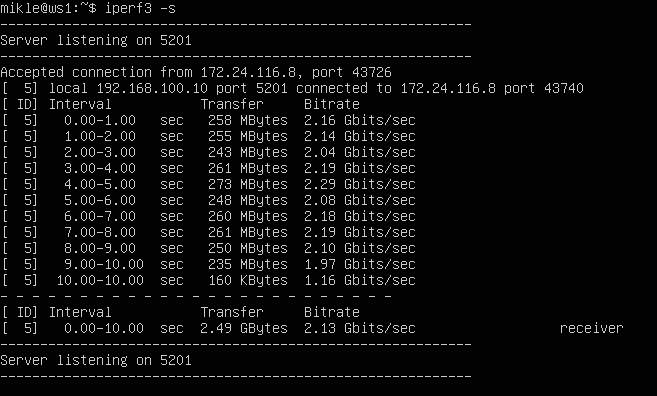 mikle@ws1:~$ iperf3 -s
-----------------------------------------------------------
Server listening on 5201
-----------------------------------------------------------
Accepted connection from 172.24.116.8, port 43726
[  5] local 192.168.100.10 port 5201 connected to 172.24.116.8 port 43740
[ ID] Interval           Transfer     Bitrate
[  5]   0.00-1.00   sec   258 MBytes  2.16 Gbits/sec
[  5]   1.00-2.00   sec   255 MBytes  2.14 Gbits/sec
[  5]   2.00-3.00   sec   243 MBytes  2.04 Gbits/sec
[  5]   3.00-4.00   sec   261 MBytes  2.19 Gbits/sec
[  5]   4.00-5.00   sec   273 MBytes  2.29 Gbits/sec
[  5]   5.00-6.00   sec   248 MBytes  2.08 Gbits/sec
[  5]   6.00-7.00   sec   260 MBytes  2.18 Gbits/sec
[  5]   7.00-8.00   sec   261 MBytes  2.19 Gbits/sec
[  5]   8.00-9.00   sec   250 MBytes  2.10 Gbits/sec
[  5]   9.00-10.00  sec   235 MBytes  1.97 Gbits/sec
[  5]  10.00-10.00  sec   160 KBytes  1.16 Gbits/sec
- - - - - - - - - - - - - - - - - - - - - - - - -
[ ID] Interval           Transfer     Bitrate
[  5]   0.00-10.00  sec  2.49 GBytes  2.13 Gbits/sec                  receiver
-----------------------------------------------------------
Server listening on 5201
-----------------------------------------------------------